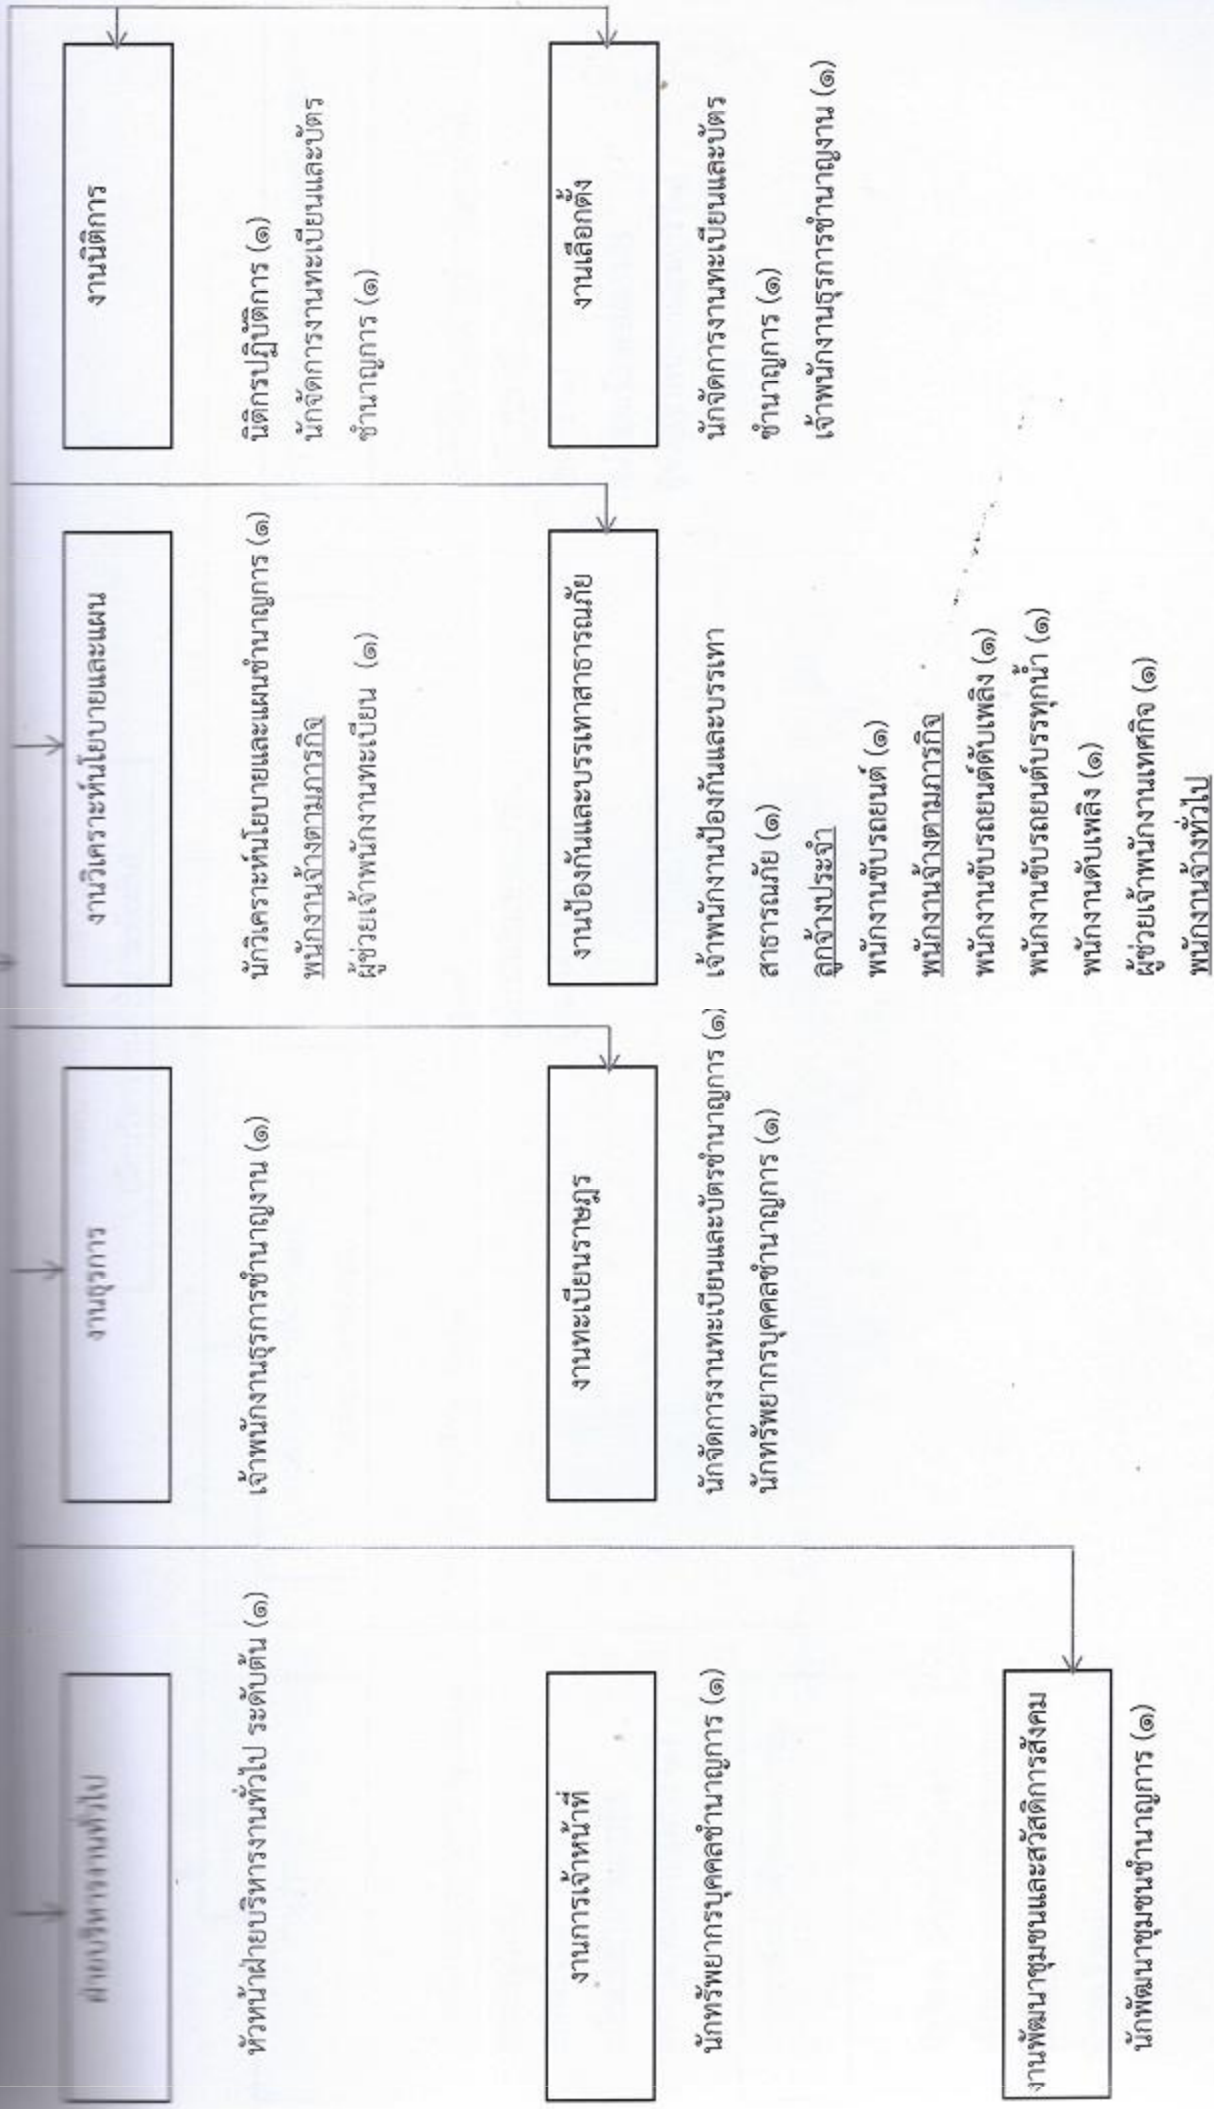 ฝ่ายบริหารงานทั่วไป
หัวหน้าฝ่ายบริหารงานทั่วไป ระดับต้น (๑)
งานธุรการ
เจ้าพนักงานธุรการชำนาญงาน (๑)
งานวิเคราะห์นโยบายและแผน
นักวิเคราะห์นโยบายและแผนชำนาญการ (๑)
พนักงานจ้างตามภารกิจ
ผู้ช่วยเจ้าพนักงานทะเบียน (๑)
งานนิติการ
นิติกรปฏิบัติการ (๑)
นักจัดการงานทะเบียนและบัตร
ชำนาญการ (๑)
งานการเจ้าหน้าที่
นักทรัพยากรบุคคลชำนาญการ (๑)
งานทะเบียนราษฎร
นักจัดการงานทะเบียนและบัตรชำนาญการ (๑)
นักทรัพยากรบุคคลชำนาญการ (๑)
งานป้องกันและบรรเทาสาธารณภัย
เจ้าพนักงานป้องกันและบรรเทา
สาธารณภัย (๑)
ลูกจ้างประจำ
พนักงานขับรถยนต์ (๑)
พนักงานจ้างตามภารกิจ
พนักงานขับรถยนต์ดับเพลิง (๑)
พนักงานขับรถยนต์บรรทุกน้ำ (๑)
พนักงานดับเพลิง (๑)
ผู้ช่วยเจ้าพนักงานเทศกิจ (๑)
พนักงานจ้างทั่วไป
งานเลือกตั้ง
นักจัดการงานทะเบียนและบัตร
ชำนาญการ (๑)
เจ้าพนักงานธุรการชำนาญงาน (๑)
งานพัฒนาชุมชนและสวัสดิการสังคม
นักพัฒนาชุมชนชำนาญการ (๑)